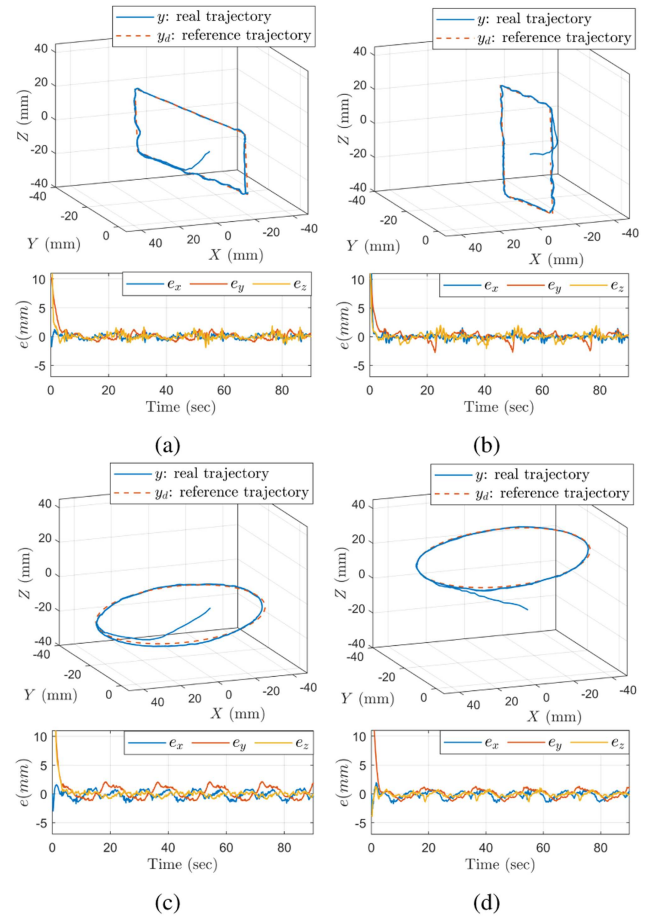 y: real trajectory
y_d: reference trajectory
40
20
0
-20
-40
Z (mm)
-40
-20
0
Y (mm)
40
20
0
-20
-40
X (mm)
10
5
0
-5
e(mm)
e_x
e_y
e_z
0 20 40 60 80
Time (sec)
(a)
y: real trajectory
y_d: reference trajectory
40
20
0
-20
-40
Z (mm)
-40
-20
0
Y (mm)
40
20
0
-20
-40
X (mm)
10
5
0
-5
e(mm)
e_x
e_y
e_z
0 20 40 60 80
Time (sec)
(b)
y: real trajectory
y_d: reference trajectory
40
20
0
-20
-40
Z (mm)
-40
-20
0
Y (mm)
40
20
0
-20
-40
X (mm)
10
5
0
-5
e(mm)
e_x
e_y
e_z
0 20 40 60 80
Time (sec)
(c)
y: real trajectory
y_d: reference trajectory
40
20
0
-20
-40
Z (mm)
-40
-20
0
Y (mm)
40
20
0
-20
-40
X (mm)
10
5
0
-5
e(mm)
e_x
e_y
e_z
0 20 40 60 80
Time (sec)
(d)